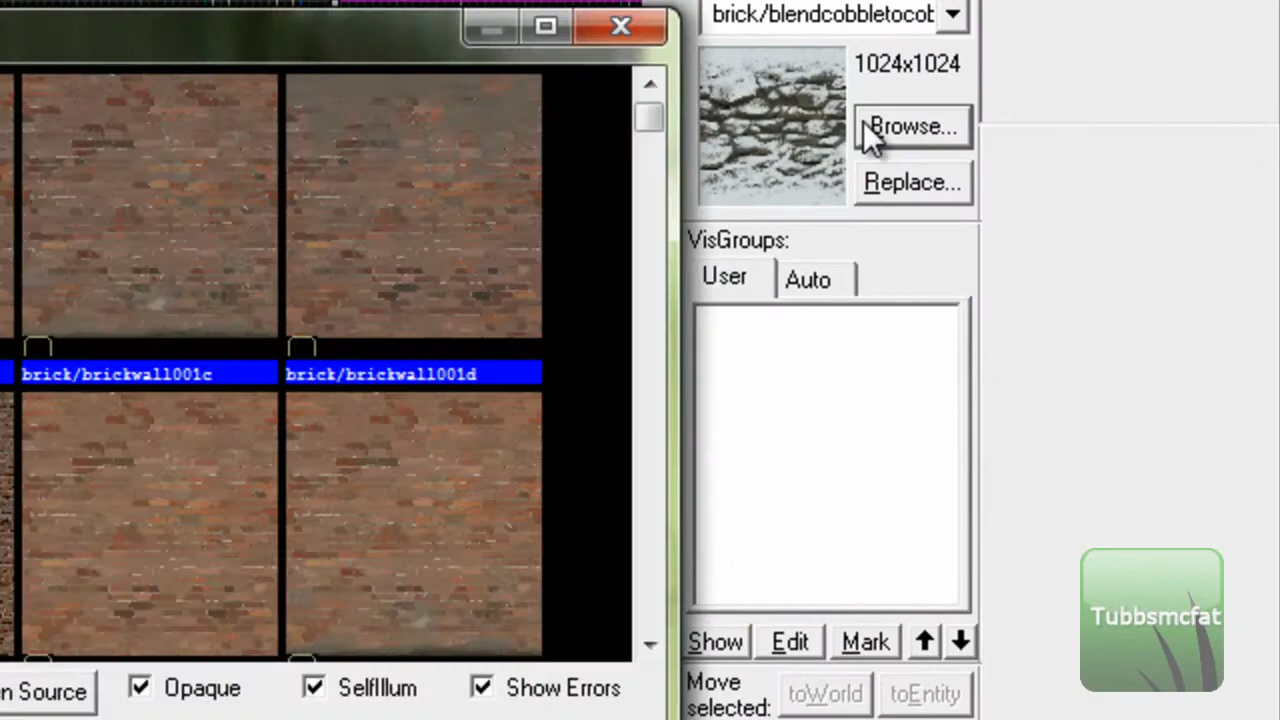 brick/blendcobbletocob
1024x1024
Browse...
Replace...
VisGroups:
User
Auto
brick/brickwall001c
brick/brickwall001d
Tubbsmcfat
Show
Edit
Mark
n Source
Opaque
SelfIllum
Show Errors
Move
selected:
toWorld
toEntity